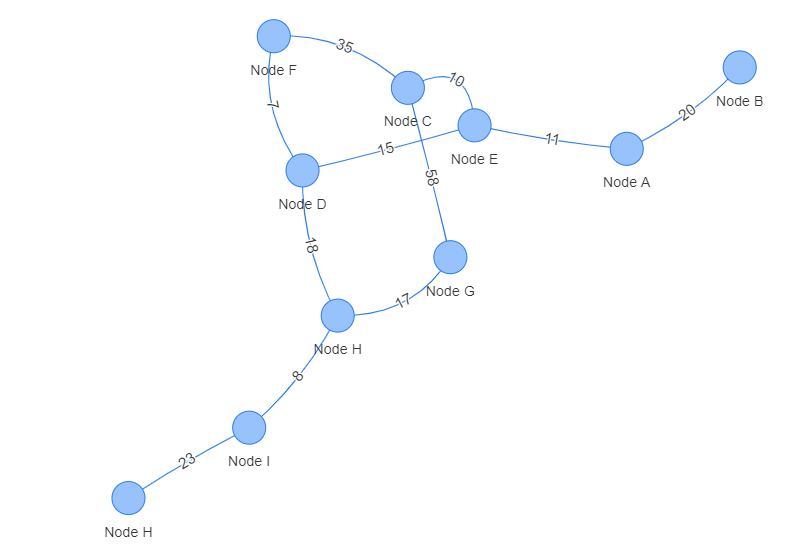 35
Node F
10
Node B
20
7
Node C
11
15
Node E
58
Node A
Node D
18
Node G
17
Node H
8
23
Node I
Node H